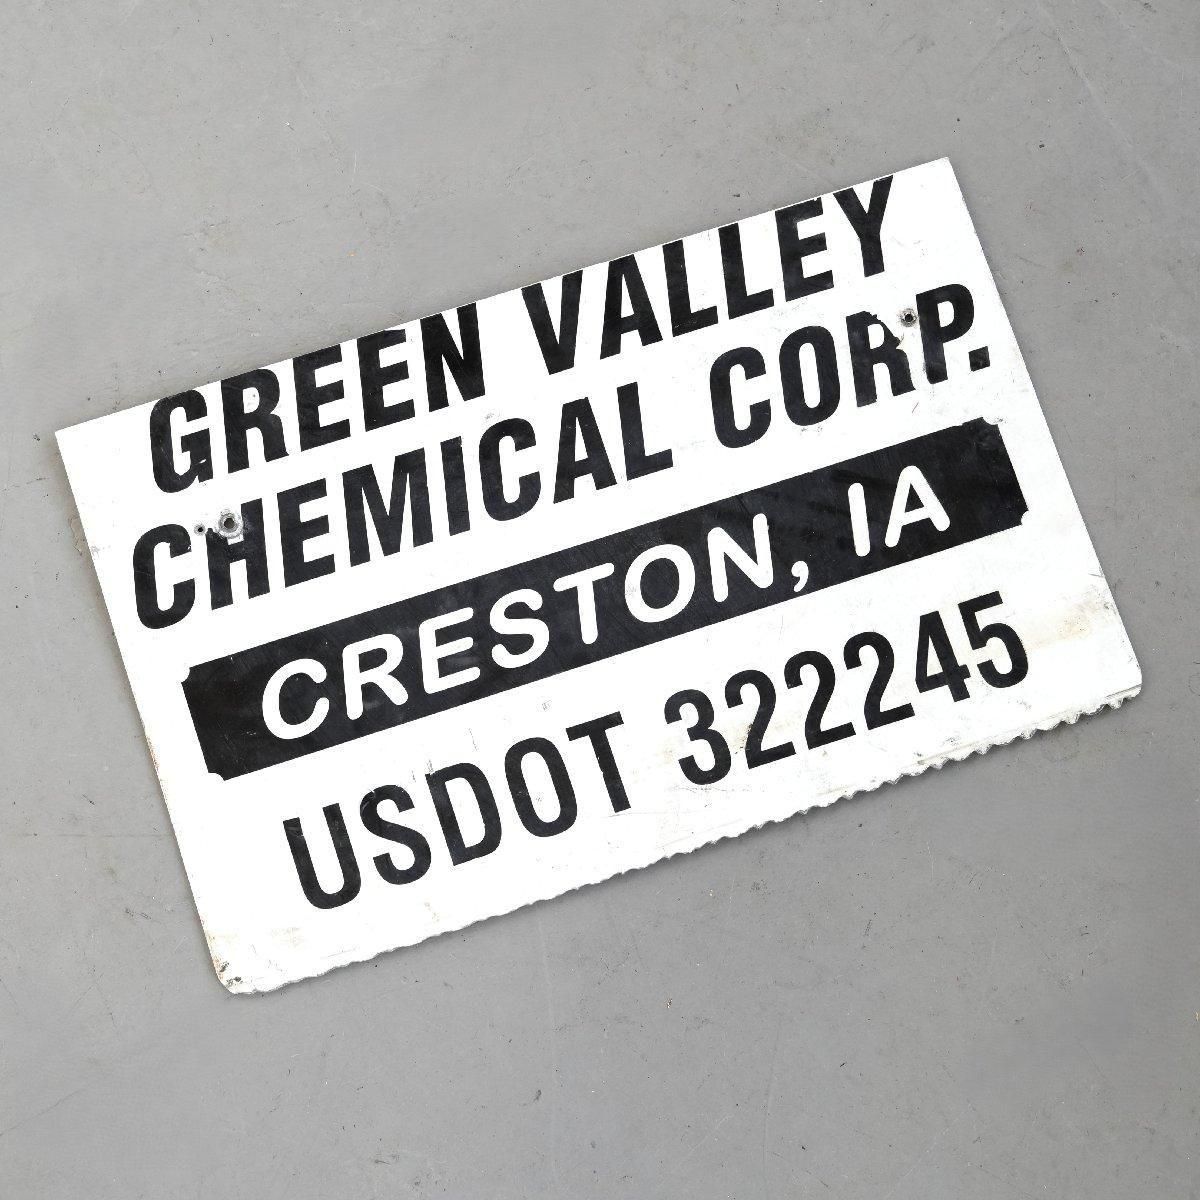 GREEN VALLEY
CHEMICAL CORP.
CRESTON, IA
USDOT 322245